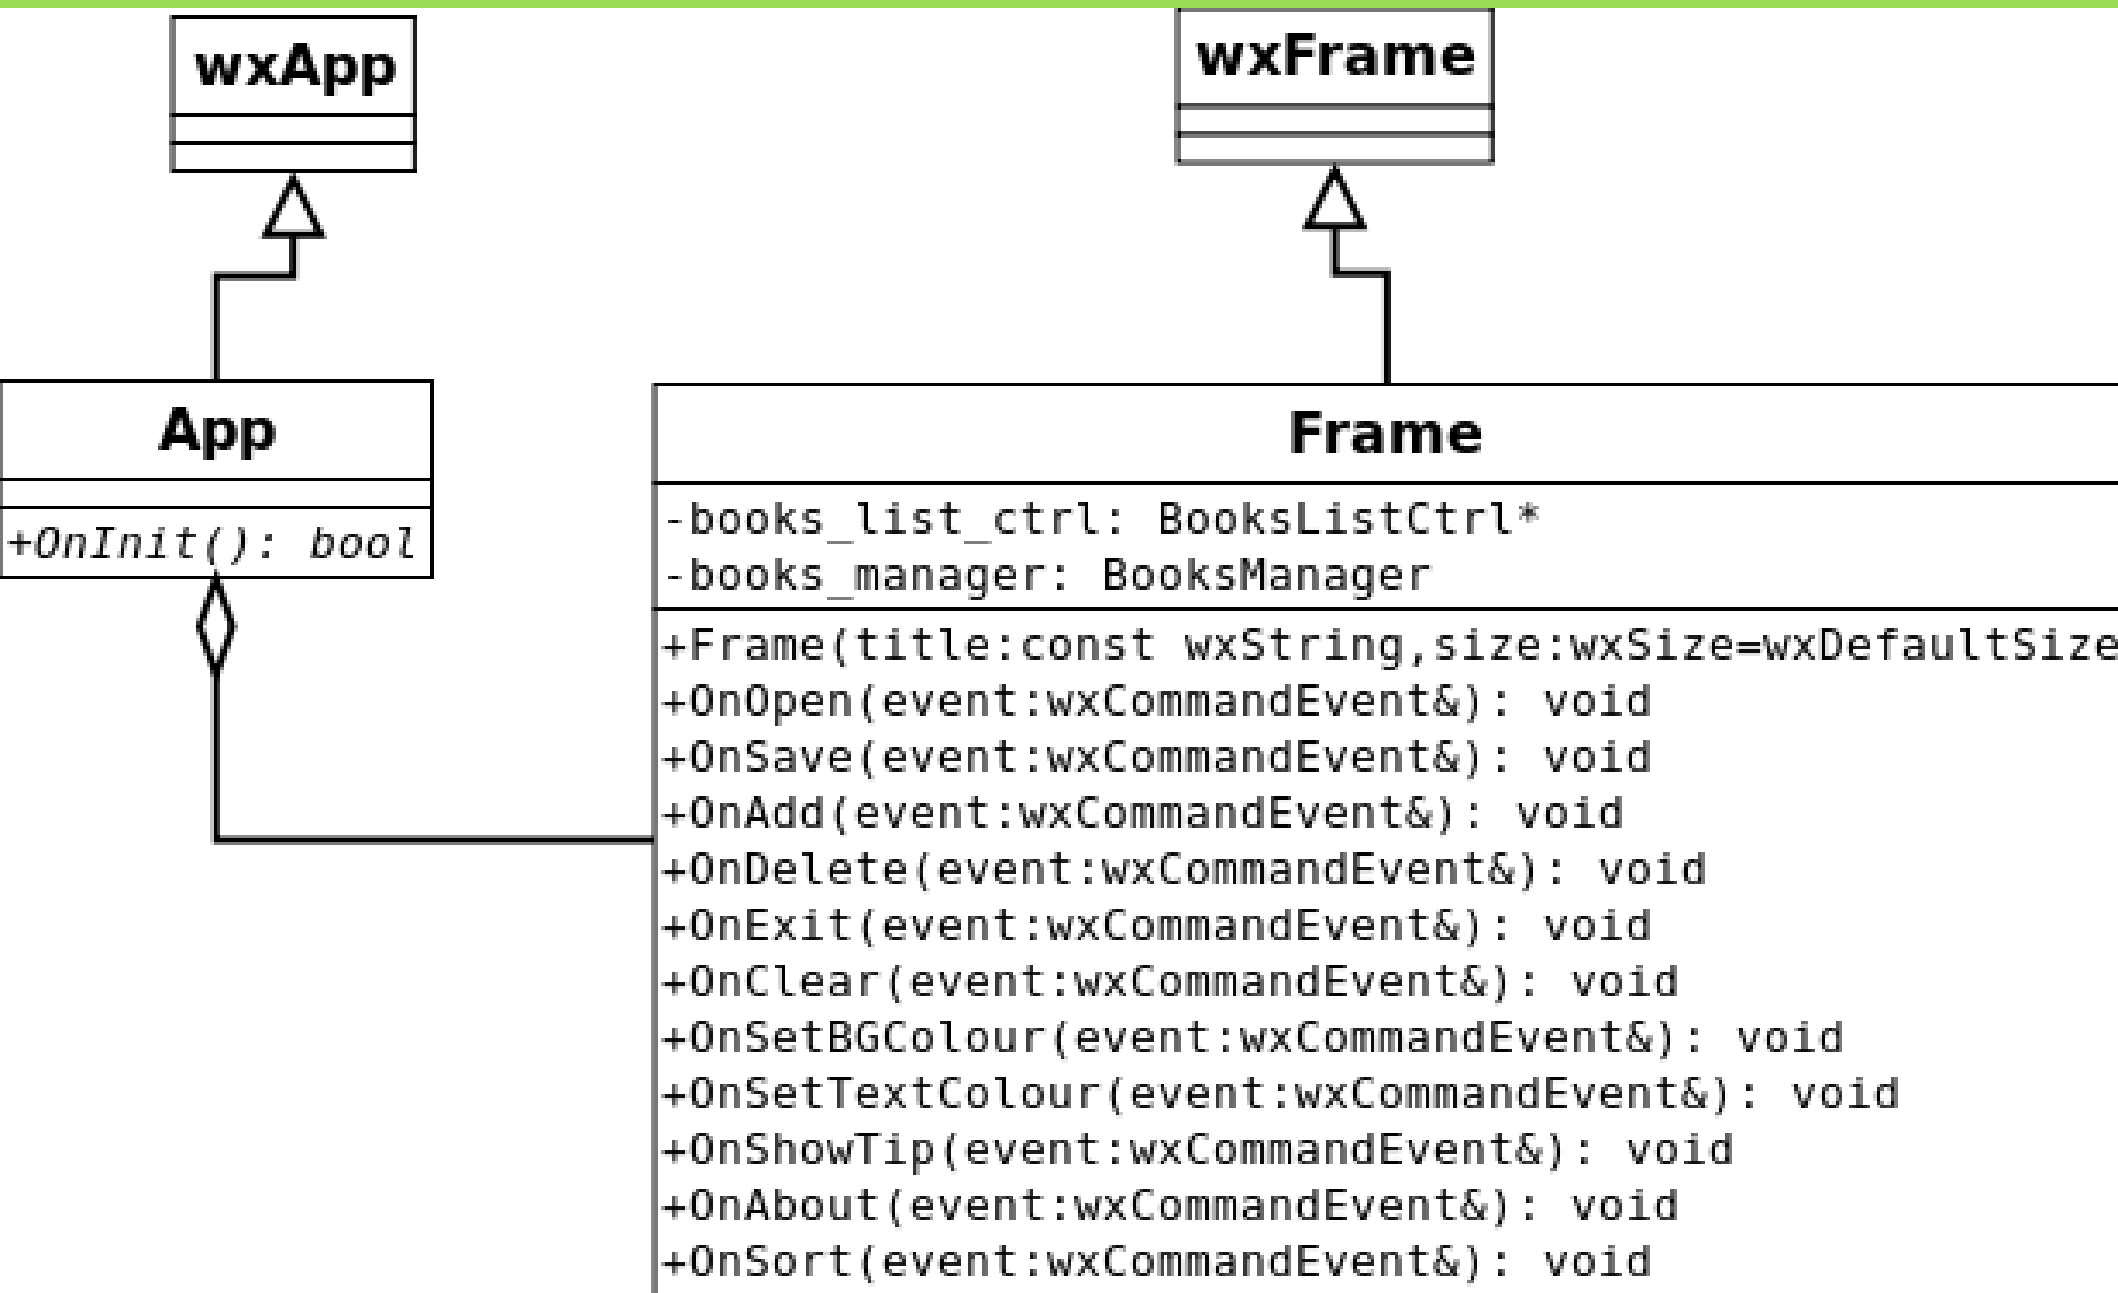 wxApp
wxFrame
App
+OnInit(): bool
Frame
-books_list_ctrl: BooksListCtrl*
-books_manager: BooksManager
+Frame(title:const wxString,size:wxSize=wxDefaultSize
+OnOpen(event:wxCommandEvent&): void
+OnSave(event:wxCommandEvent&): void
+OnAdd(event:wxCommandEvent&): void
+OnDelete(event:wxCommandEvent&): void
+OnExit(event:wxCommandEvent&): void
+OnClear(event:wxCommandEvent&): void
+OnSetBGColour(event:wxCommandEvent&): void
+OnSetTextColour(event:wxCommandEvent&): void
+OnShowTip(event:wxCommandEvent&): void
+OnAbout(event:wxCommandEvent&): void
+OnSort(event:wxCommandEvent&): void